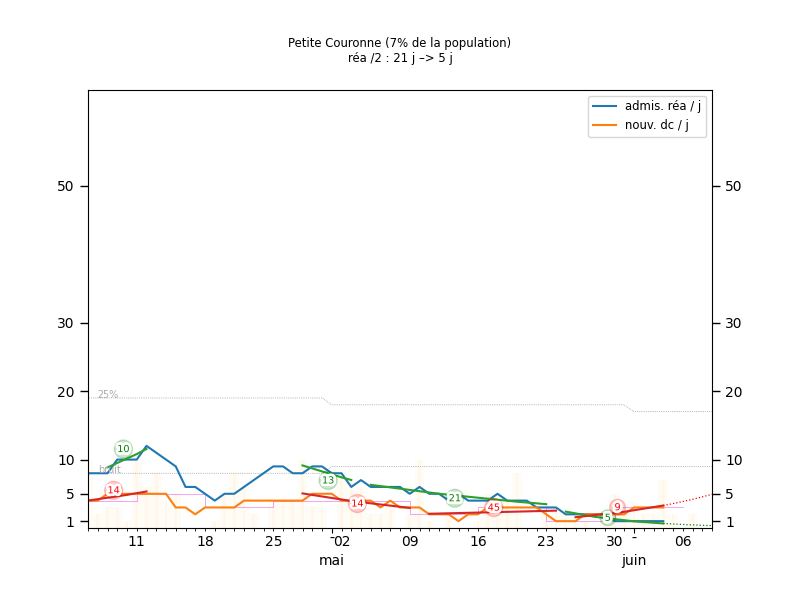 Petite Couronne (7% de la population)
réa /2 : 21 j –> 5 j
admis. réa / j
nouv. dc / j
50 50
30 30
25%
20 20
10
bruit
10 10
13
14
21
14
45
9
5
5 5
1 1
11 18 25 02 09 16 23 30 06
mai juin